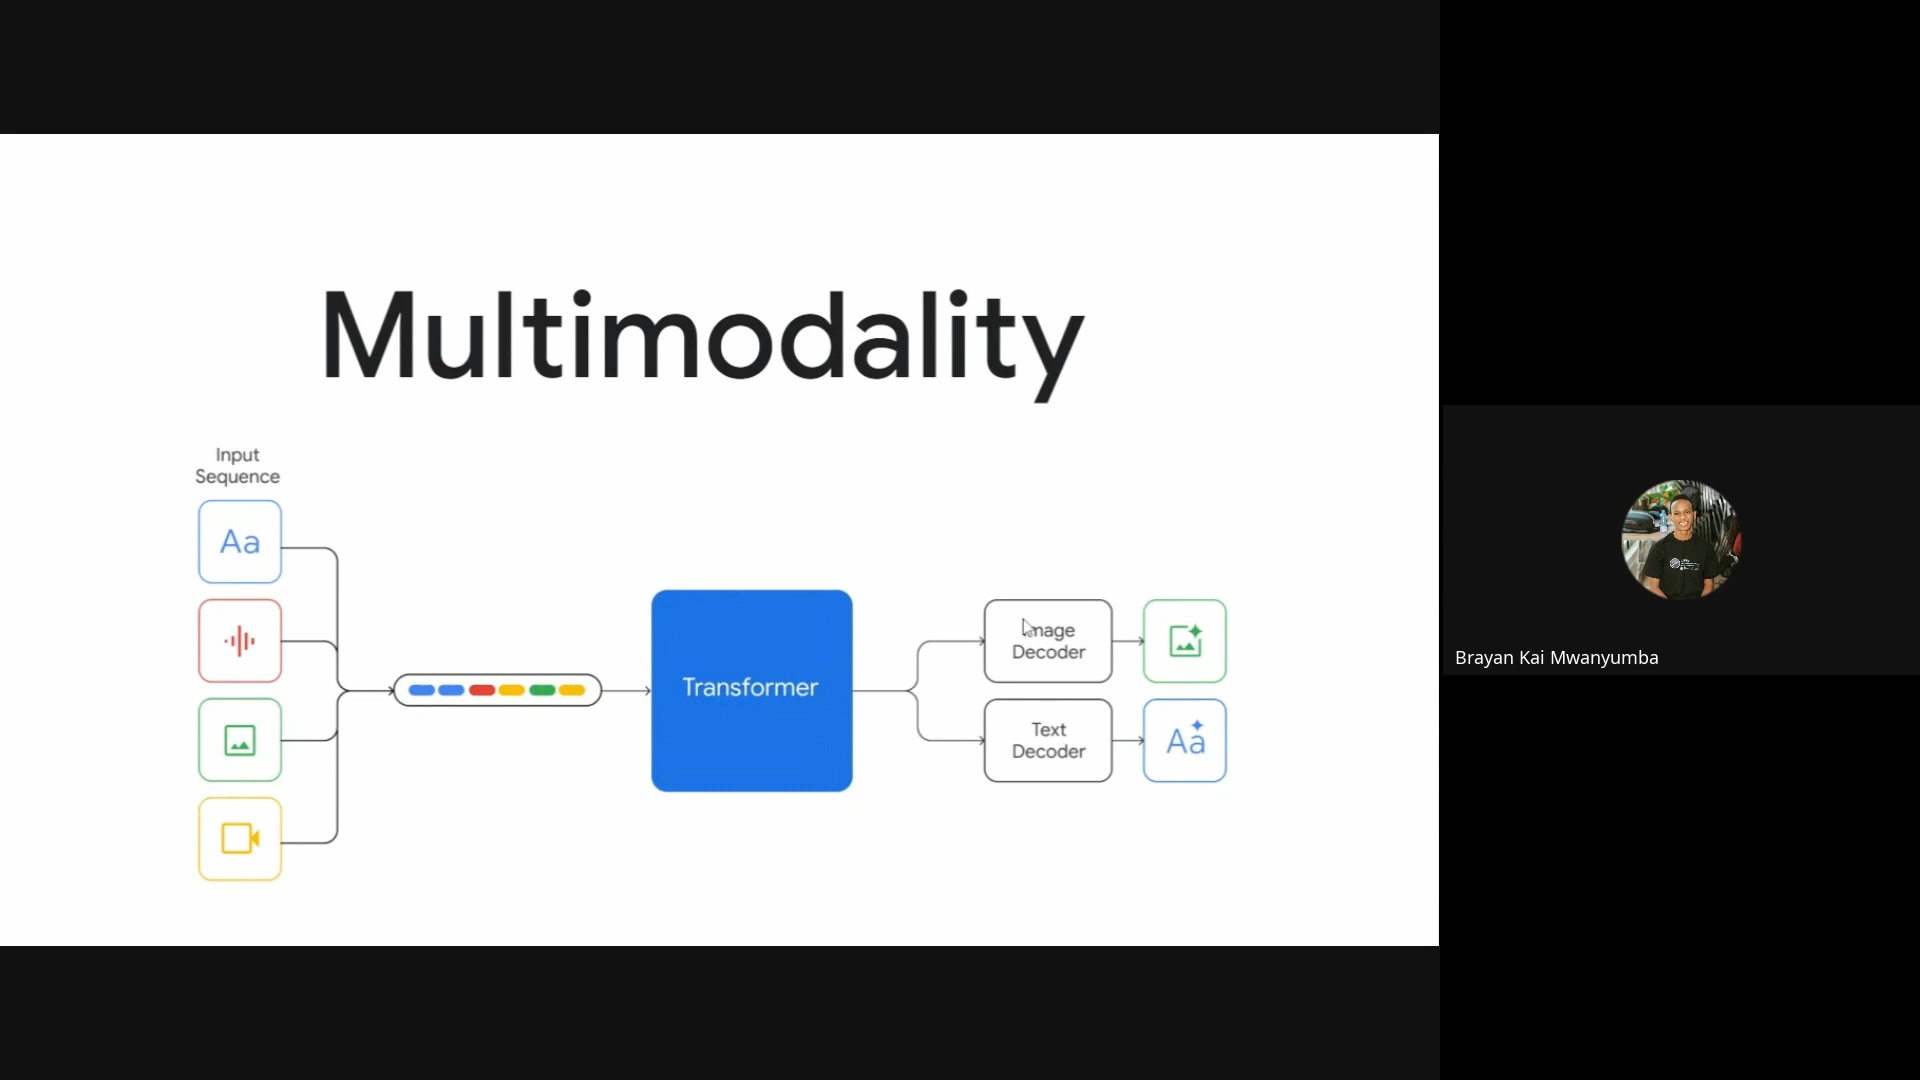 Multimodality
Input
Sequence
Aa
Transformer
Image
Decoder
Text
Decoder
Aa
Brayan Kai Mwanyumba